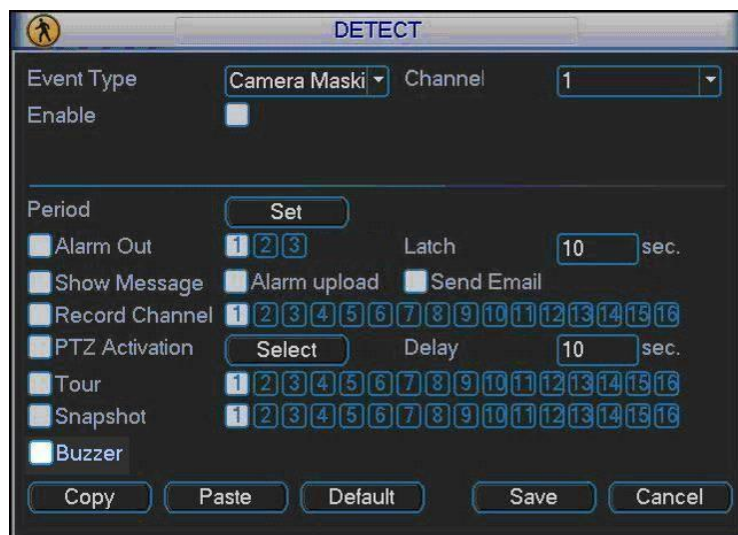 DETECT
Event Type Camera Maski Channel 1
Enable
Period Set
Alarm Out 1 2 3 Latch 10 sec.
Show Message Alarm upload Send Email
Record Channel 1 2 3 4 5 6 7 8 9 10 11 12 13 14 15 16
PTZ Activation Select Delay 10 sec.
Tour 1 2 3 4 5 6 7 8 9 10 11 12 13 14 15 16
Snapshot 1 2 3 4 5 6 7 8 9 10 11 12 13 14 15 16
Buzzer
Copy Paste Default Save Cancel